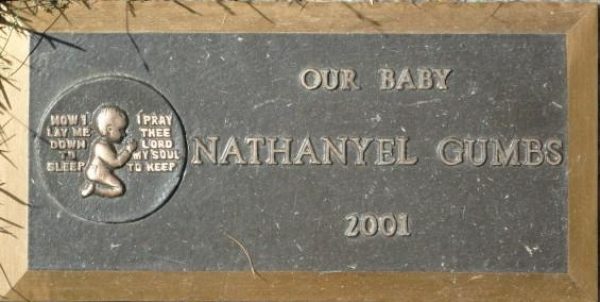 NOW I
LAY ME
DOWN
TO
SLEEP
I PRAY
THEE
LORD
MY SOUL
TO KEEP
OUR BABY
NATHANYEL GUMBS
2001